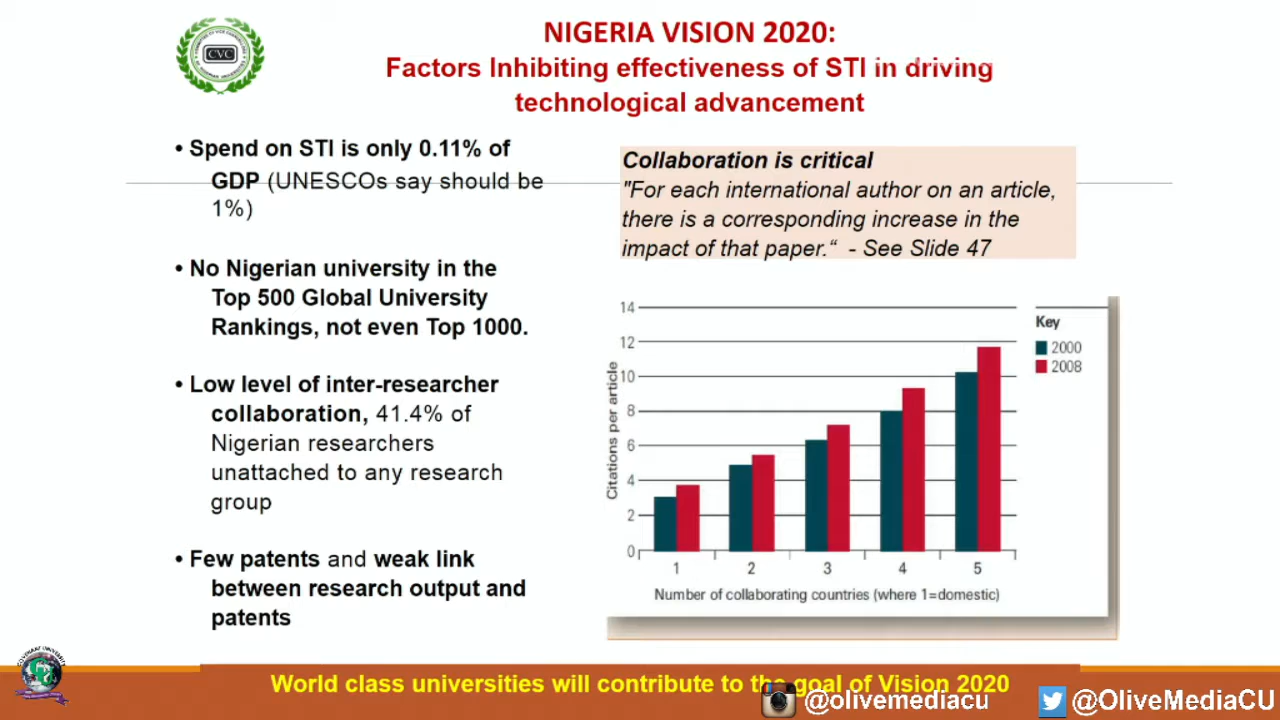 NIGERIA VISION 2020:
Factors Inhibiting effectiveness of STI in driving
technological advancement
CVC
• Spend on STI is only 0.11% of
GDP (UNESCOs say should be
1%)
• No Nigerian university in the
Top 500 Global University
Rankings, not even Top 1000.
• Low level of inter-researcher
collaboration, 41.4% of
Nigerian researchers
unattached to any research
group
• Few patents and weak link
between research output and
patents
Collaboration is critical
"For each international author on an article,
there is a corresponding increase in the
impact of that paper.“ - See Slide 47
Citations per article
14
12
10
8
6
4
2
0
1 2 3 4 5
Number of collaborating countries (where 1=domestic)
Key
2000
2008
World class universities will contribute to the goal of Vision 2020
@olivemediacu
@OliveMediaCU